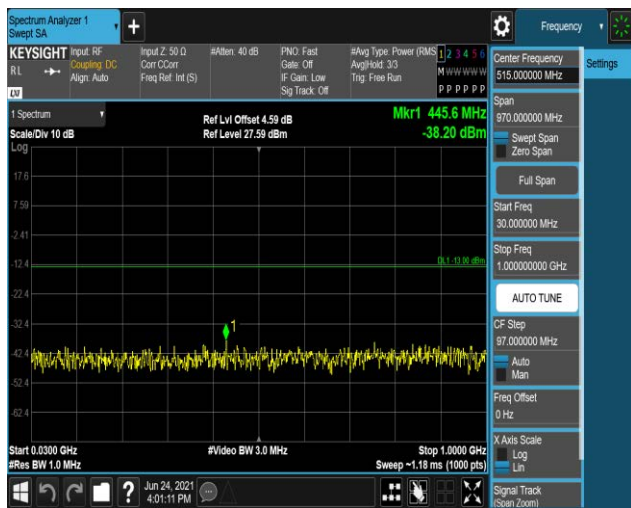 Spectrum Analyzer 1
Swept SA
+
Frequency
KEYSIGHT
RL
LXI
Input: RF
Coupling: DC
Align: Auto
Input Z: 50 Ω
Corr CCorr
Freq Ref: Int (S)
#Atten: 40 dB
PNO: Fast
Gate: Off
IF Gain: Low
Sig Track: Off
#Avg Type: Power (RMS
Avg|Hold: 3/3
Trig: Free Run
1 2 3 4 5 6
M W W W W W
P P P P P P
1 Spectrum
Scale/Div 10 dB
Log
Ref Lvl Offset 4.59 dB
Ref Level 27.59 dBm
Mkr1 445.6 MHz
-38.20 dBm
17.6
7.59
-2.41
-12.4
-22.4
-32.4
-42.4
-52.4
-62.4
DL1 -13.00 dBm
1
Start 0.0300 GHz
#Res BW 1.0 MHz
#Video BW 3.0 MHz
Stop 1.0000 GHz
Sweep ~1.18 ms (1000 pts)
?
Jun 24, 2021
4:01:11 PM
Center Frequency
515.000000 MHz
Span
970.000000 MHz
Swept Span
Zero Span
Full Span
Start Freq
30.000000 MHz
Stop Freq
1.000000000 GHz
AUTO TUNE
CF Step
97.000000 MHz
Auto
Man
Freq Offset
0 Hz
X Axis Scale
Log
Lin
Signal Track
(Span Zoom)
Settings